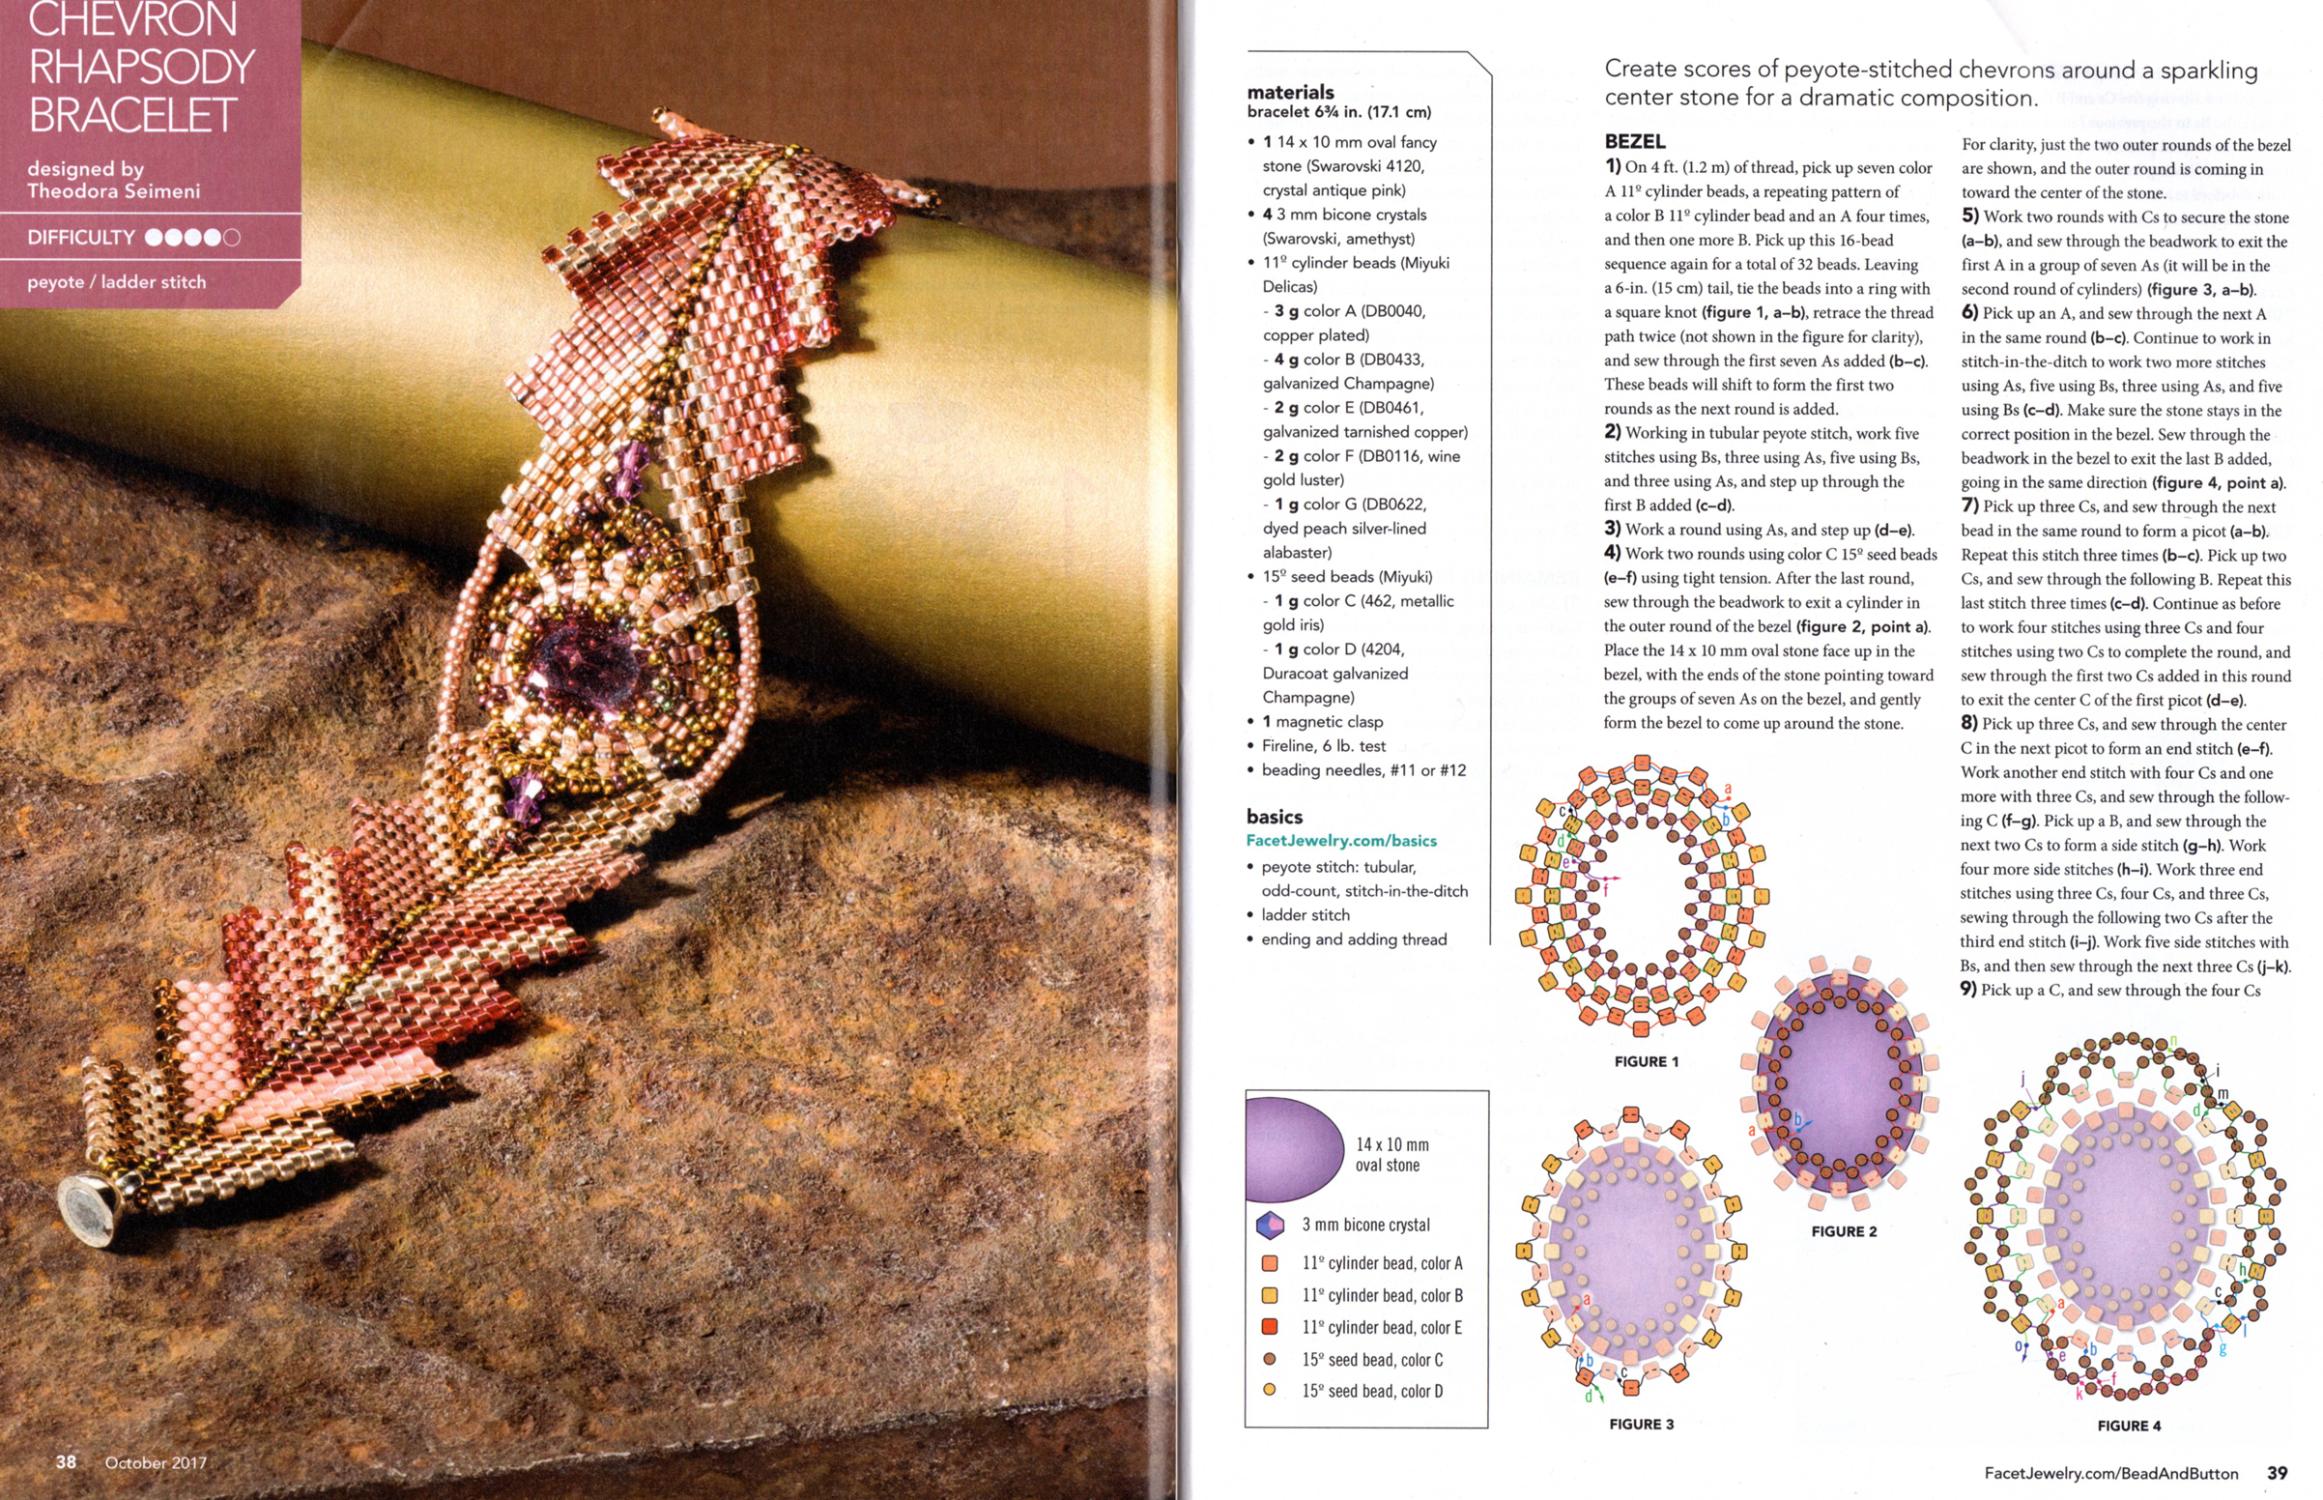 CHEVRON
RHAPSODY
BRACELET
designed by
Theodora Seimeni
DIFFICULTY
peyote / ladder stitch
38 October 2017
materials
bracelet 6¾ in. (17.1 cm)
• 1 14 x 10 mm oval fancy
stone (Swarovski 4120,
crystal antique pink)
• 4 3 mm bicone crystals
(Swarovski, amethyst)
• 11º cylinder beads (Miyuki
Delicas)
- 3 g color A (DB0040,
copper plated)
- 4 g color B (DB0433,
galvanized Champagne)
- 2 g color E (DB0461,
galvanized tarnished copper)
- 2 g color F (DB0116, wine
gold luster)
- 1 g color G (DB0622,
dyed peach silver-lined
alabaster)
• 15º seed beads (Miyuki)
- 1 g color C (462, metallic
gold iris)
- 1 g color D (4204,
Duracoat galvanized
Champagne)
• 1 magnetic clasp
• Fireline, 6 lb. test
• beading needles, #11 or #12
basics
FacetJewelry.com/basics
• peyote stitch: tubular,
odd-count, stitch-in-the-ditch
• ladder stitch
• ending and adding thread
14 x 10 mm
oval stone
3 mm bicone crystal
11º cylinder bead, color A
11º cylinder bead, color B
11º cylinder bead, color E
15º seed bead, color C
15º seed bead, color D
Create scores of peyote-stitched chevrons around a sparkling
center stone for a dramatic composition.
BEZEL
1) On 4 ft. (1.2 m) of thread, pick up seven color
A 11º cylinder beads, a repeating pattern of
a color B 11º cylinder bead and an A four times,
and then one more B. Pick up this 16-bead
sequence again for a total of 32 beads. Leaving
a 6-in. (15 cm) tail, tie the beads into a ring with
a square knot (figure 1, a–b), retrace the thread
path twice (not shown in the figure for clarity),
and sew through the first seven As added (b–c).
These beads will shift to form the first two
rounds as the next round is added.
2) Working in tubular peyote stitch, work five
stitches using Bs, three using As, five using Bs,
and three using As, and step up through the
first B added (c–d).
3) Work a round using As, and step up (d–e).
4) Work two rounds using color C 15º seed beads
(e–f) using tight tension. After the last round,
sew through the beadwork to exit a cylinder in
the outer round of the bezel (figure 2, point a).
Place the 14 x 10 mm oval stone face up in the
bezel, with the ends of the stone pointing toward
the groups of seven As on the bezel, and gently
form the bezel to come up around the stone.
For clarity, just the two outer rounds of the bezel
are shown, and the outer round is coming in
toward the center of the stone.
5) Work two rounds with Cs to secure the stone
(a–b), and sew through the beadwork to exit the
first A in a group of seven As (it will be in the
second round of cylinders) (figure 3, a–b).
6) Pick up an A, and sew through the next A
in the same round (b–c). Continue to work in
stitch-in-the-ditch to work two more stitches
using As, five using Bs, three using As, and five
using Bs (c–d). Make sure the stone stays in the
correct position in the bezel. Sew through the
beadwork in the bezel to exit the last B added,
going in the same direction (figure 4, point a).
7) Pick up three Cs, and sew through the next
bead in the same round to form a picot (a–b).
Repeat this stitch three times (b–c). Pick up two
Cs, and sew through the following B. Repeat this
last stitch three times (c–d). Continue as before
to work four stitches using three Cs and four
stitches using two Cs to complete the round, and
sew through the first two Cs added in this round
to exit the center C of the first picot (d–e).
8) Pick up three Cs, and sew through the center
C in the next picot to form an end stitch (e–f).
Work another end stitch with four Cs and one
more with three Cs, and sew through the follow-
ing C (f–g). Pick up a B, and sew through the
next two Cs to form a side stitch (g–h). Work
four more side stitches (h–i). Work three end
stitches using three Cs, four Cs, and three Cs,
sewing through the following two Cs after the
third end stitch (i–j). Work five side stitches with
Bs, and then sew through the next three Cs (j–k).
9) Pick up a C, and sew through the four Cs
a
b
c
d
e
f
FIGURE 1
a
b
FIGURE 2
a
b
c
d
FIGURE 3
n
i
j
m
d
h
c
a
l
o
e
b
g
f
k
FIGURE 4
FacetJewelry.com/BeadAndButton 39